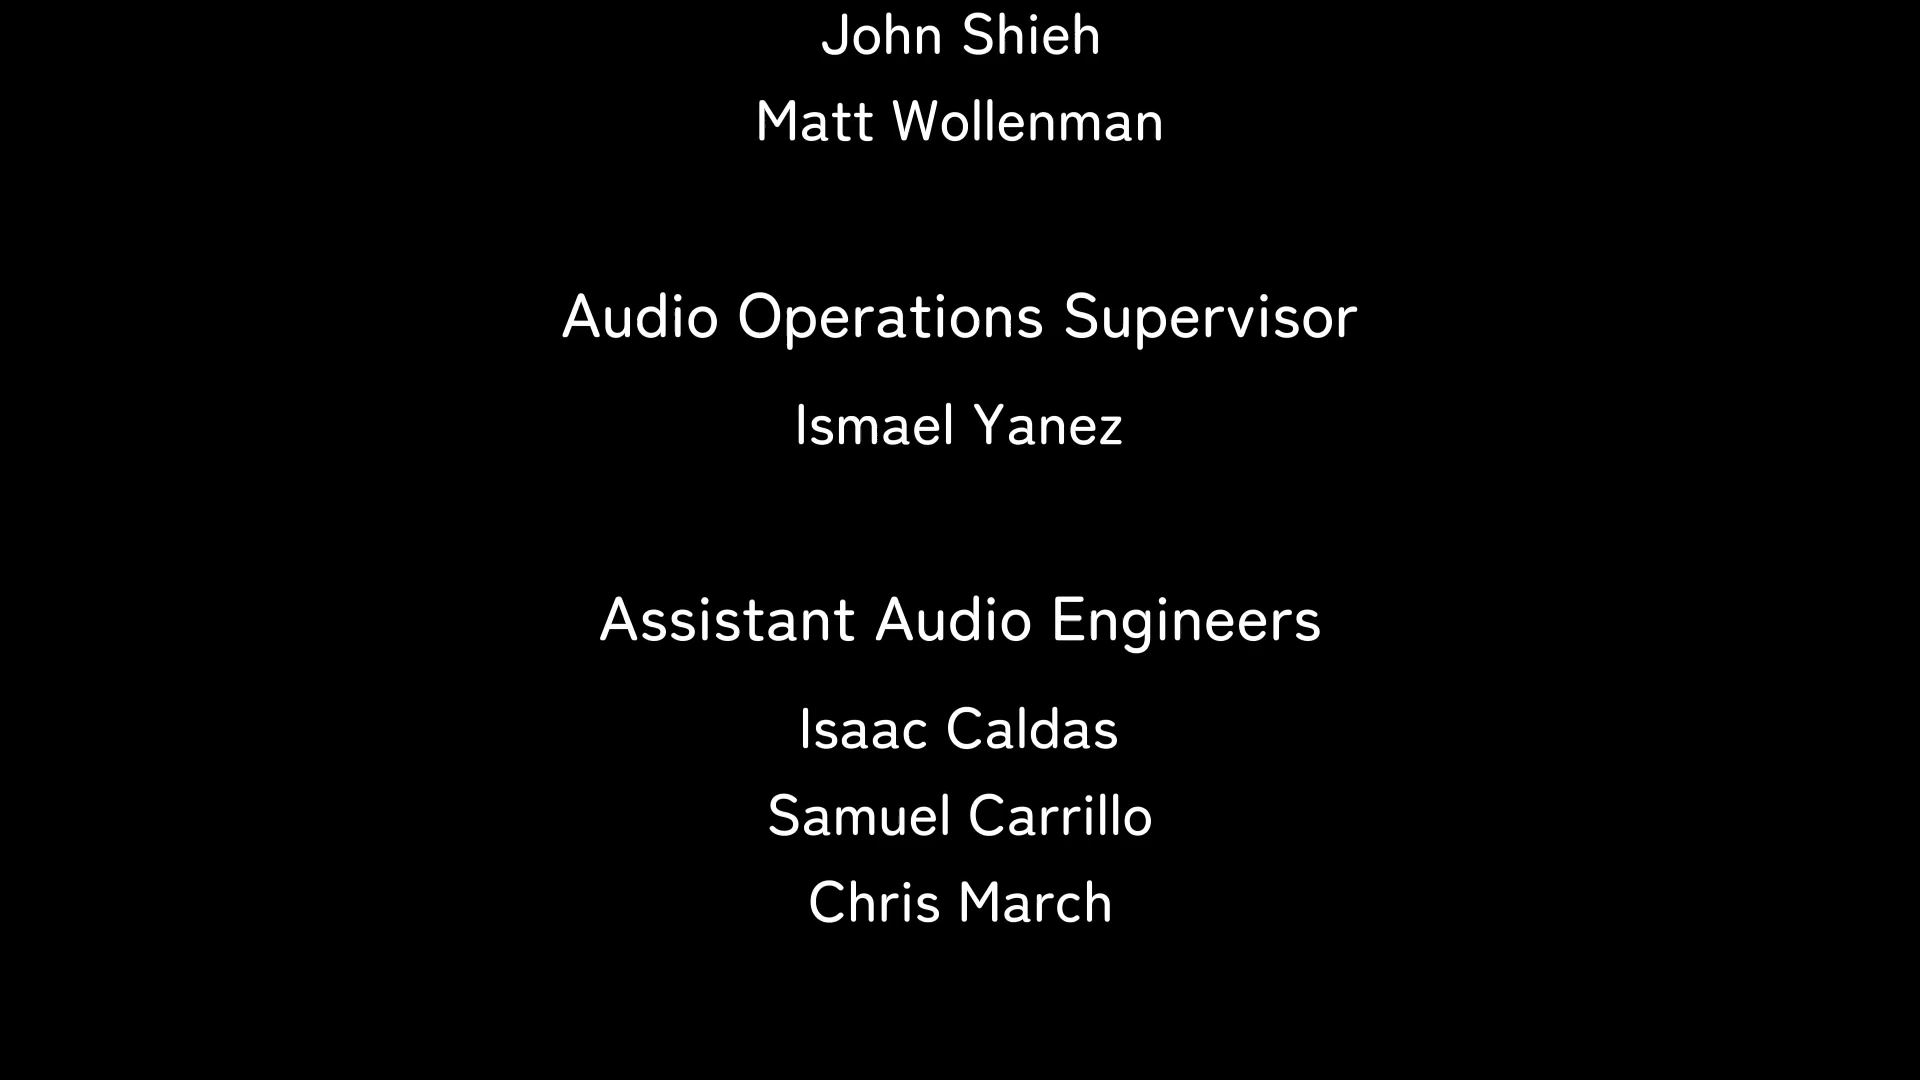 John Shieh
Matt Wollenman
Audio Operations Supervisor
Ismael Yanez
Assistant Audio Engineers
Isaac Caldas
Samuel Carrillo
Chris March